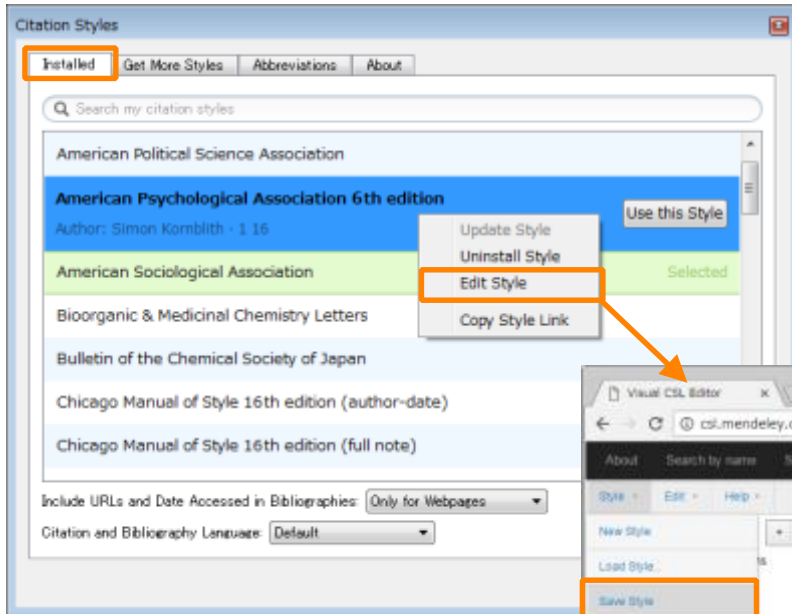 Citation Styles
Installed
Get More Styles
Abbreviations
About
Search my citation styles
American Political Science Association
American Psychological Association 6th edition
Author: Simon Kornblith - 1 16
Use this Style
Update Style
Uninstall Style
Edit Style
Copy Style Link
American Sociological Association
Selected
Bioorganic & Medicinal Chemistry Letters
Bulletin of the Chemical Society of Japan
Chicago Manual of Style 16th edition (author-date)
Chicago Manual of Style 16th edition (full note)
Include URLs and Date Accessed in Bibliographies: Only for Webpages
Citation and Bibliography Language: Default
Visual CSL Editor
csl.mendeley.c
About Search by name S
Style Edit Help
New Style
Load Style...
Save Style